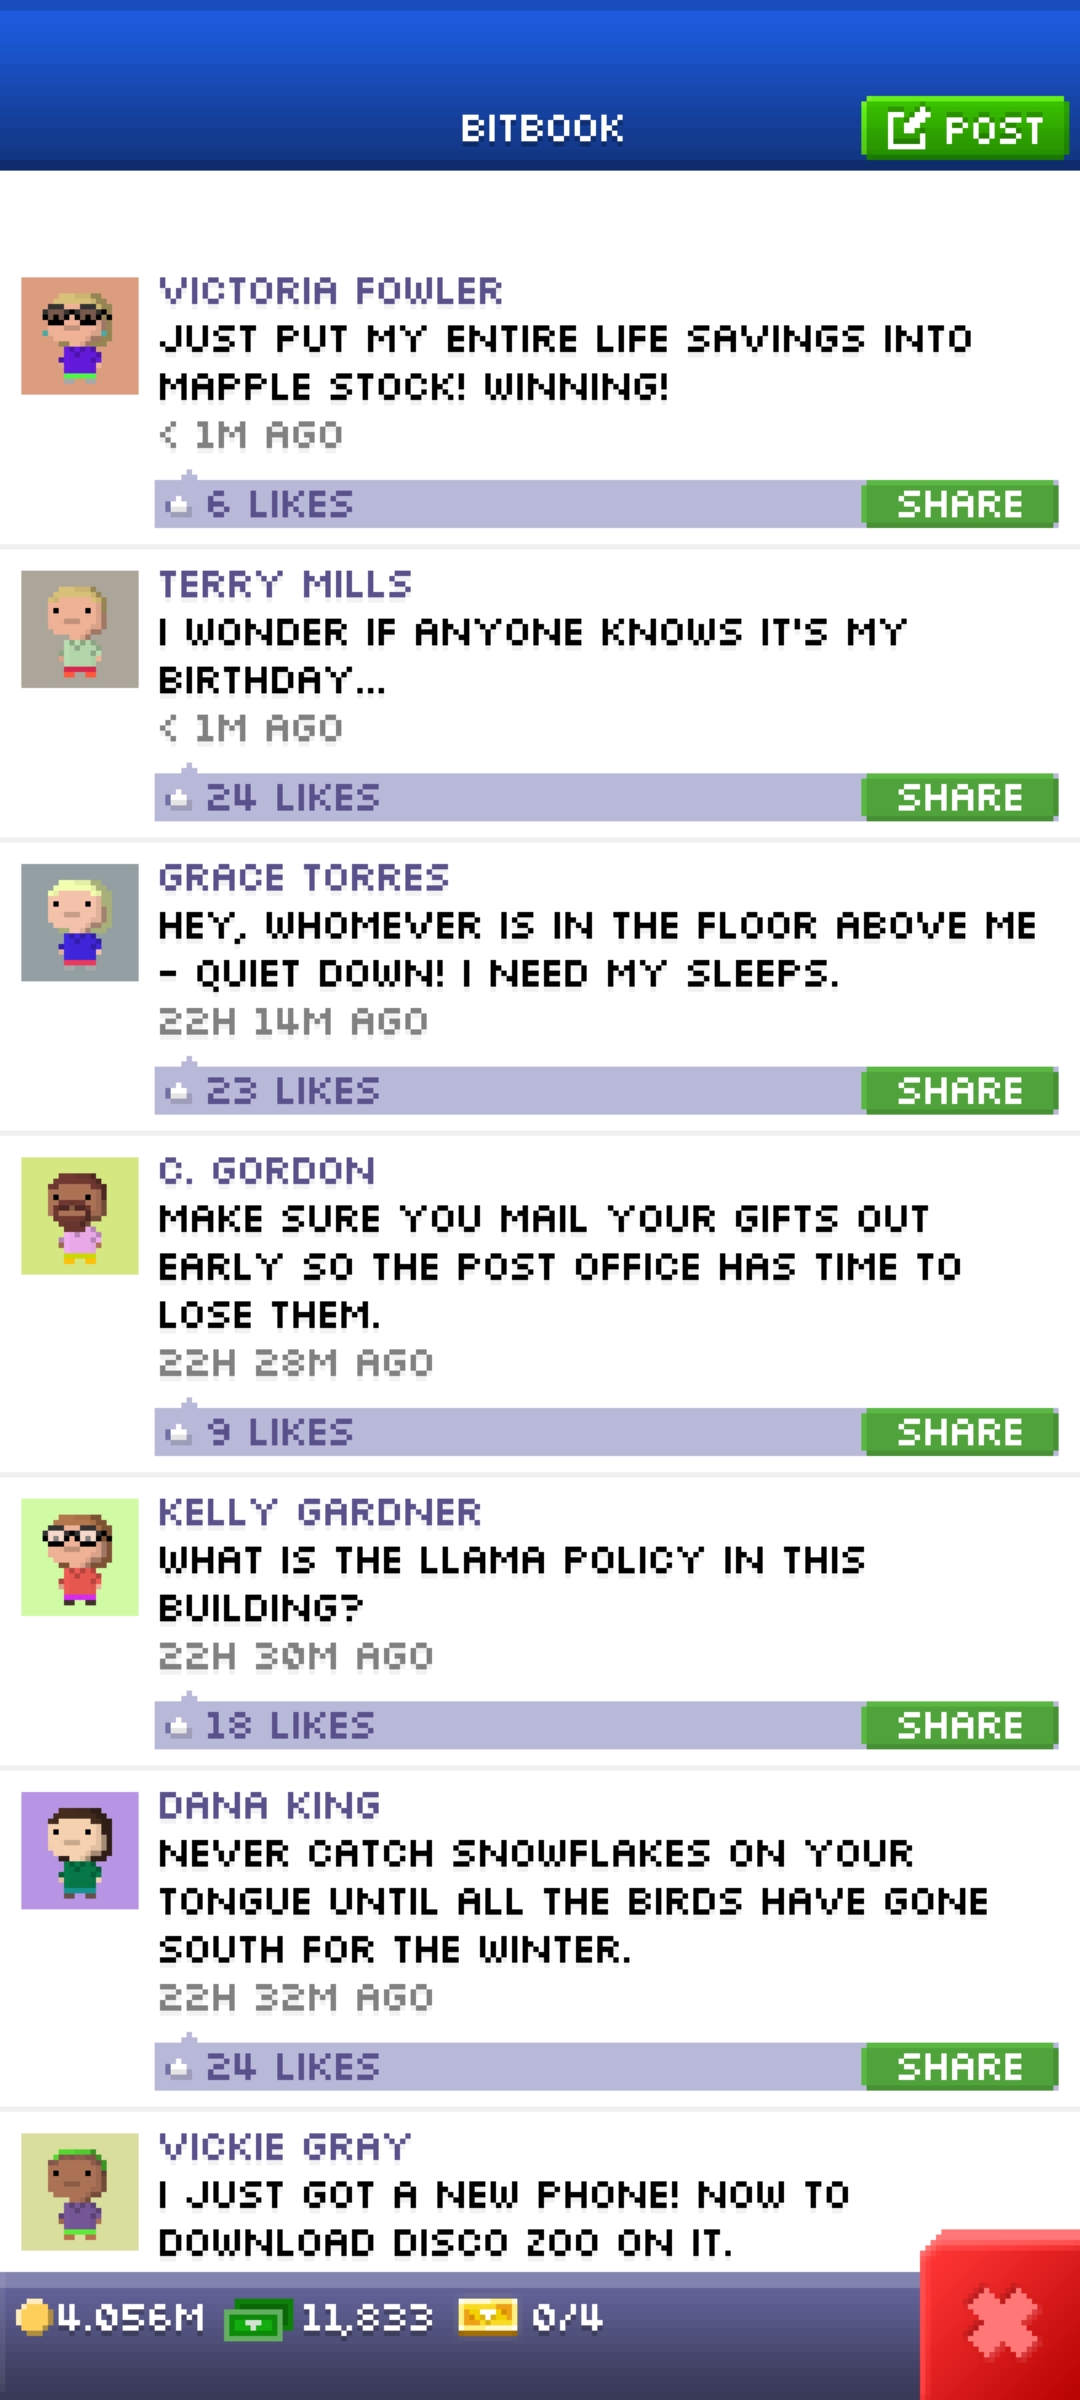 BITBOOK
POST
VICTORIA FOWLER
JUST PUT MY ENTIRE LIFE SAVINGS INTO
MAPPLE STOCK! WINNING!
< 1M AGO
6 LIKES
SHARE
TERRY MILLS
I WONDER IF ANYONE KNOWS IT'S MY
BIRTHDAY...
< 1M AGO
24 LIKES
SHARE
GRACE TORRES
HEY, WHOMEVER IS IN THE FLOOR ABOVE ME
- QUIET DOWN! I NEED MY SLEEPS.
22H 14M AGO
23 LIKES
SHARE
C. GORDON
MAKE SURE YOU MAIL YOUR GIFTS OUT
EARLY SO THE POST OFFICE HAS TIME TO
LOSE THEM.
22H 28M AGO
9 LIKES
SHARE
KELLY GARDNER
WHAT IS THE LLAMA POLICY IN THIS
BUILDING?
22H 30M AGO
18 LIKES
SHARE
DANA KING
NEVER CATCH SNOWFLAKES ON YOUR
TONGUE UNTIL ALL THE BIRDS HAVE GONE
SOUTH FOR THE WINTER.
22H 32M AGO
24 LIKES
SHARE
VICKIE GRAY
I JUST GOT A NEW PHONE! NOW TO
DOWNLOAD DISCO ZOO ON IT.
4.056M 11,833 0/4